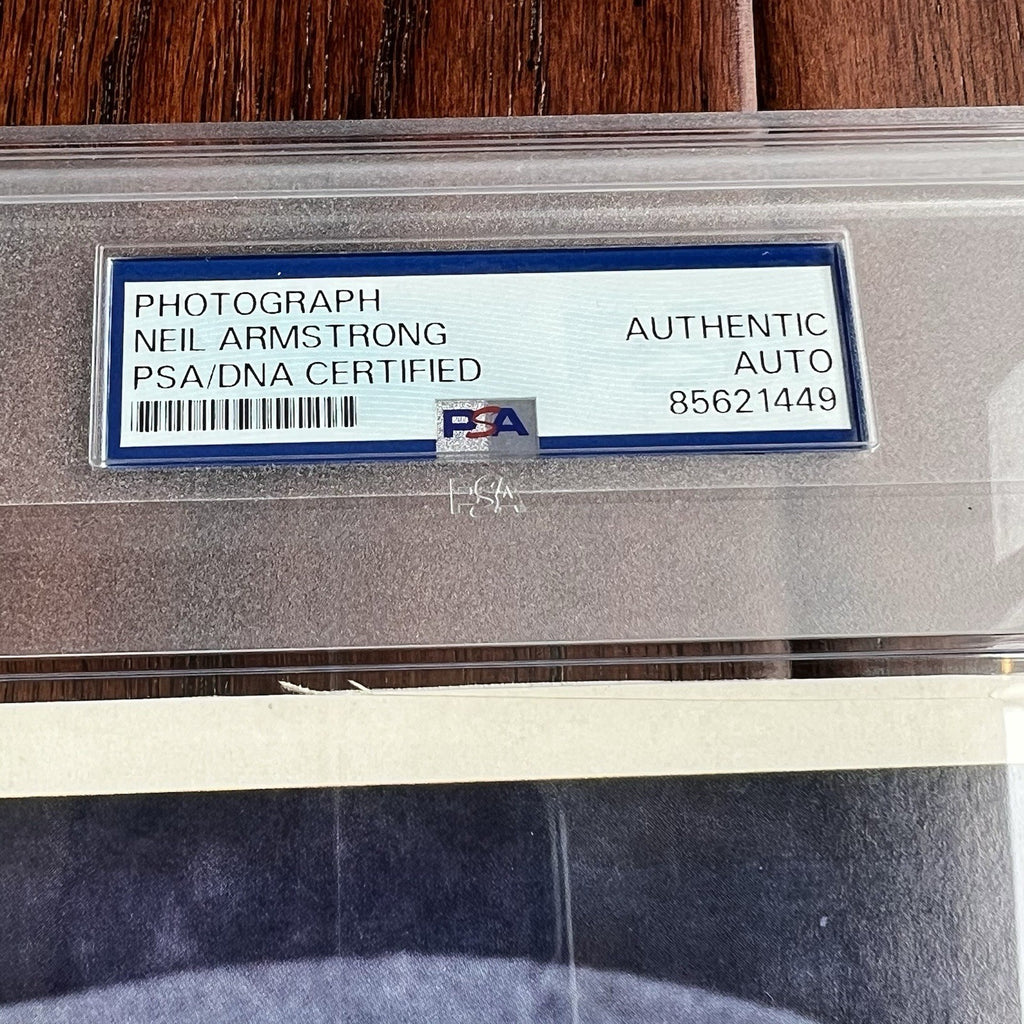 PHOTOGRAPH
NEIL ARMSTRONG
PSA/DNA CERTIFIED
AUTHENTIC
AUTO
85621449
PSA
PSA